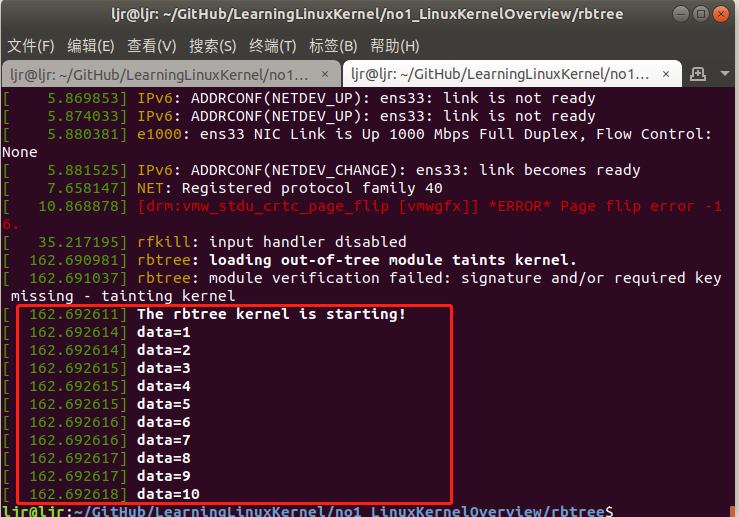 ljr@ljr: ~/GitHub/LearningLinuxKernel/no1_LinuxKernelOverview/rbtree
文件(F) 编辑(E) 查看(V) 搜索(S) 终端(T) 标签(B) 帮助(H)
ljr@ljr: ~/GitHub/LearningLinuxKernel/no1... × ljr@ljr: ~/GitHub/LearningLinuxKernel/no1... ×
[    5.869853] IPv6: ADDRCONF(NETDEV_UP): ens33: link is not ready
[    5.874033] IPv6: ADDRCONF(NETDEV_UP): ens33: link is not ready
[    5.880381] e1000: ens33 NIC Link is Up 1000 Mbps Full Duplex, Flow Control:
None
[    5.881525] IPv6: ADDRCONF(NETDEV_CHANGE): ens33: link becomes ready
[    7.658147] NET: Registered protocol family 40
[   10.868878] [drm:vmw_stdu_crtc_page_flip [vmwgfx]] *ERROR* Page flip error -1
6.
[   35.217195] rfkill: input handler disabled
[  162.690981] rbtree: loading out-of-tree module taints kernel.
[  162.691037] rbtree: module verification failed: signature and/or required key
 missing - tainting kernel
[  162.692611] The rbtree kernel is starting!
[  162.692614] data=1
[  162.692614] data=2
[  162.692615] data=3
[  162.692615] data=4
[  162.692615] data=5
[  162.692616] data=6
[  162.692616] data=7
[  162.692617] data=8
[  162.692617] data=9
[  162.692618] data=10
ljr@ljr:~/GitHub/LearningLinuxKernel/no1_LinuxKernelOverview/rbtree$